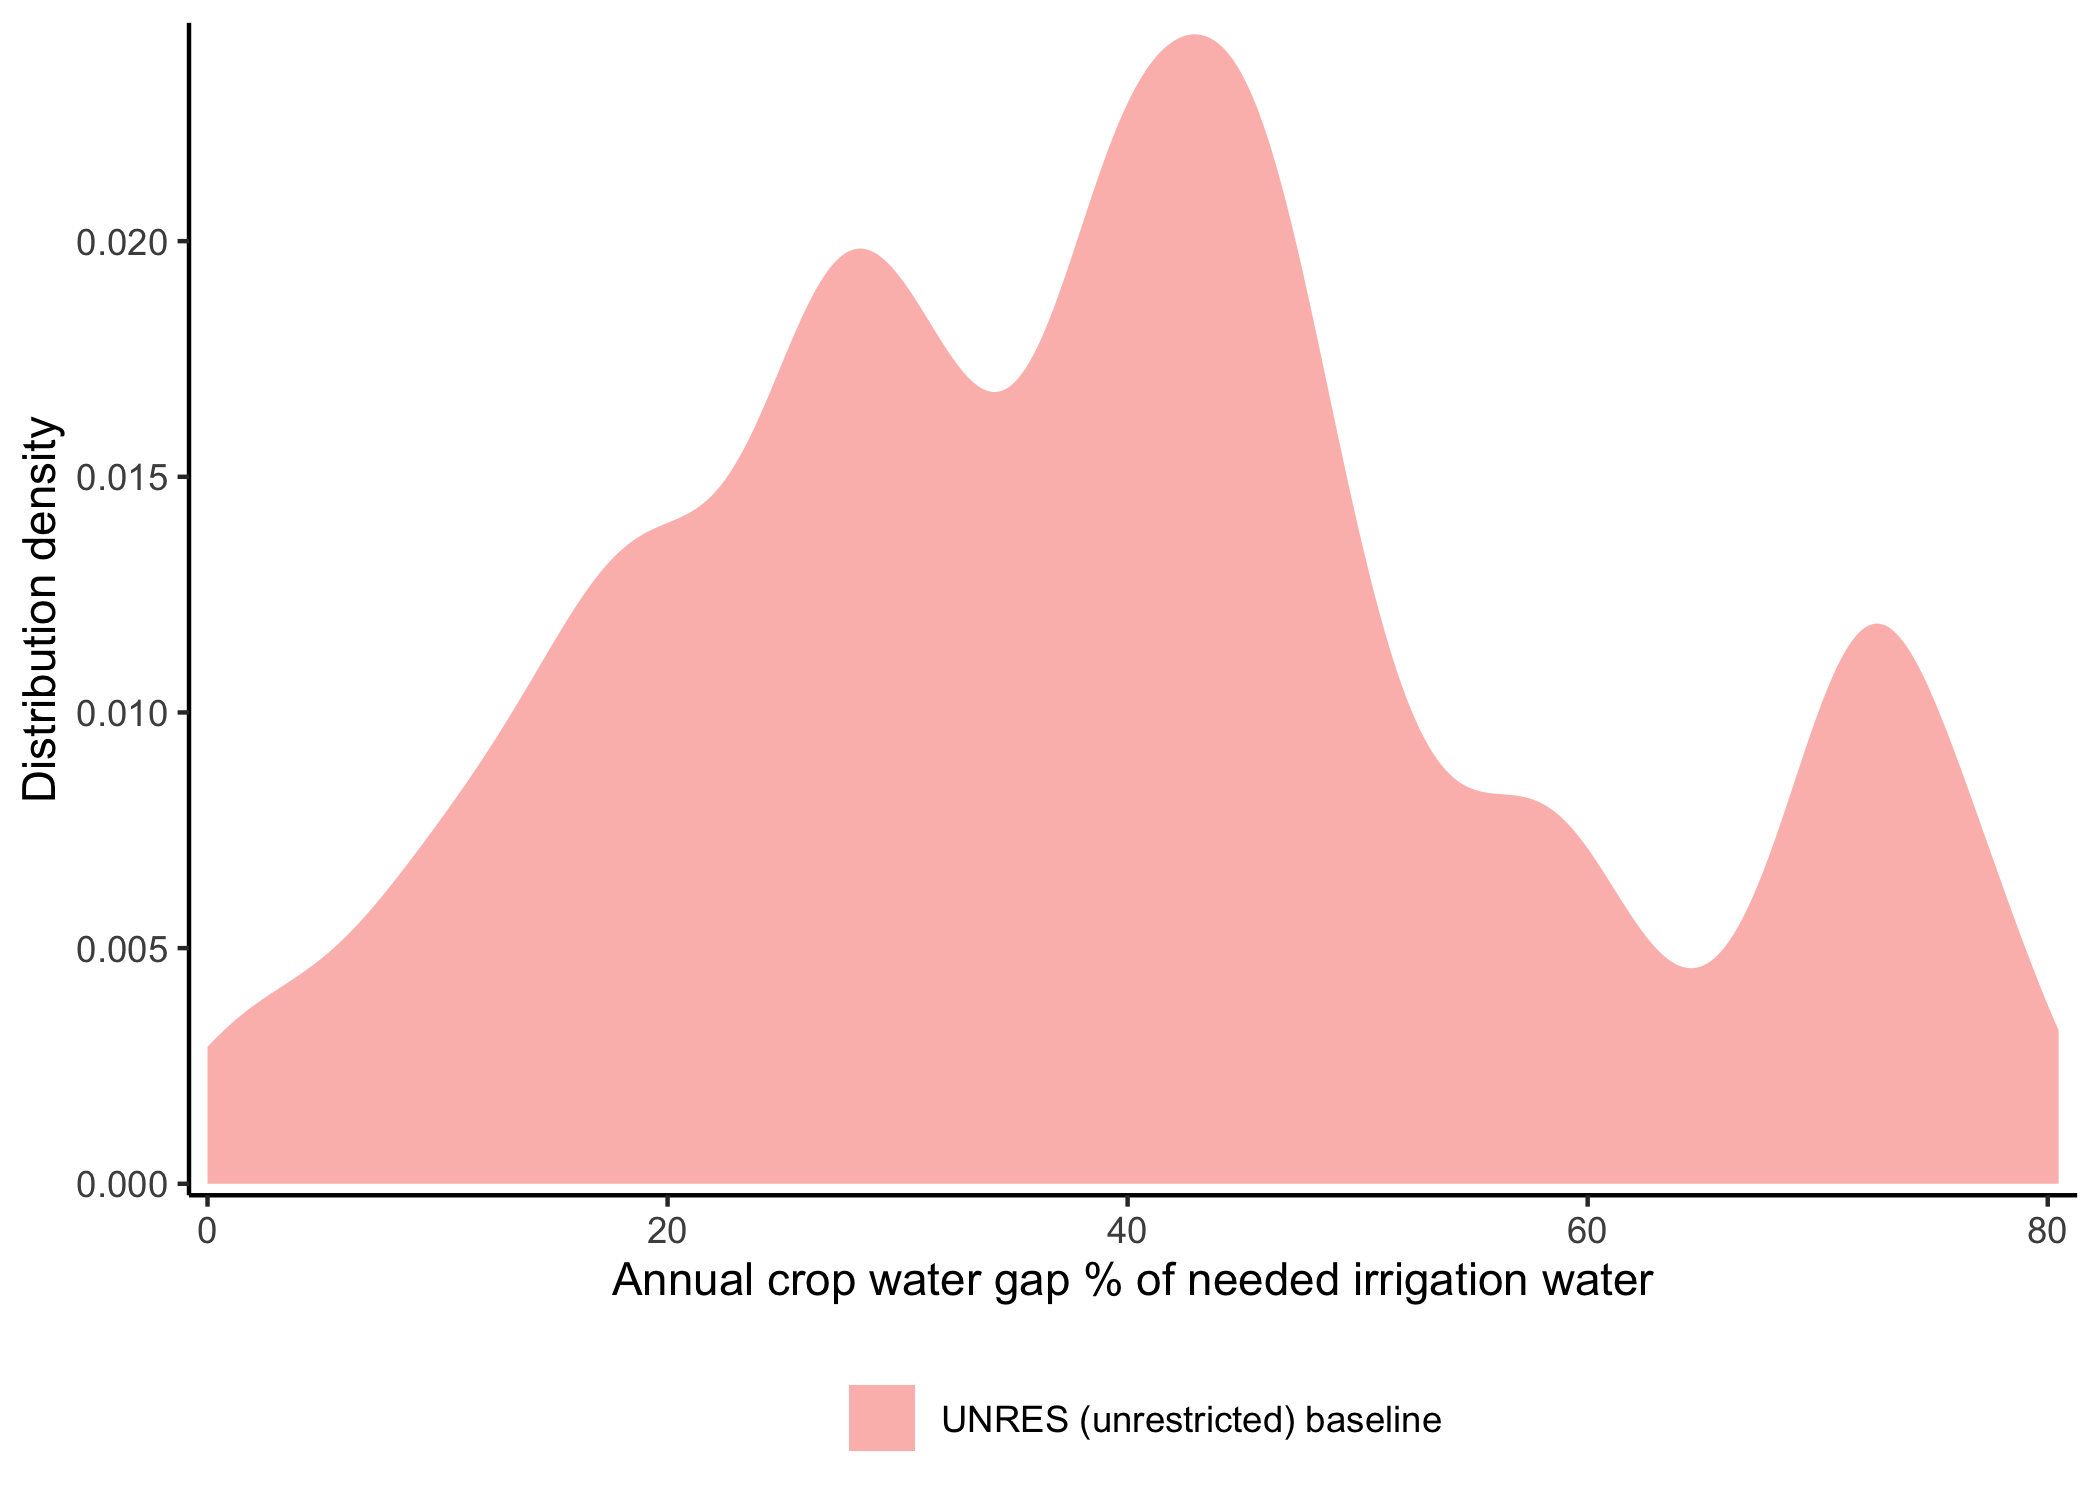 Distribution density
0.020
0.015
0.010
0.005
0.000
0 20 40 60 80
Annual crop water gap % of needed irrigation water
UNRES (unrestricted) baseline